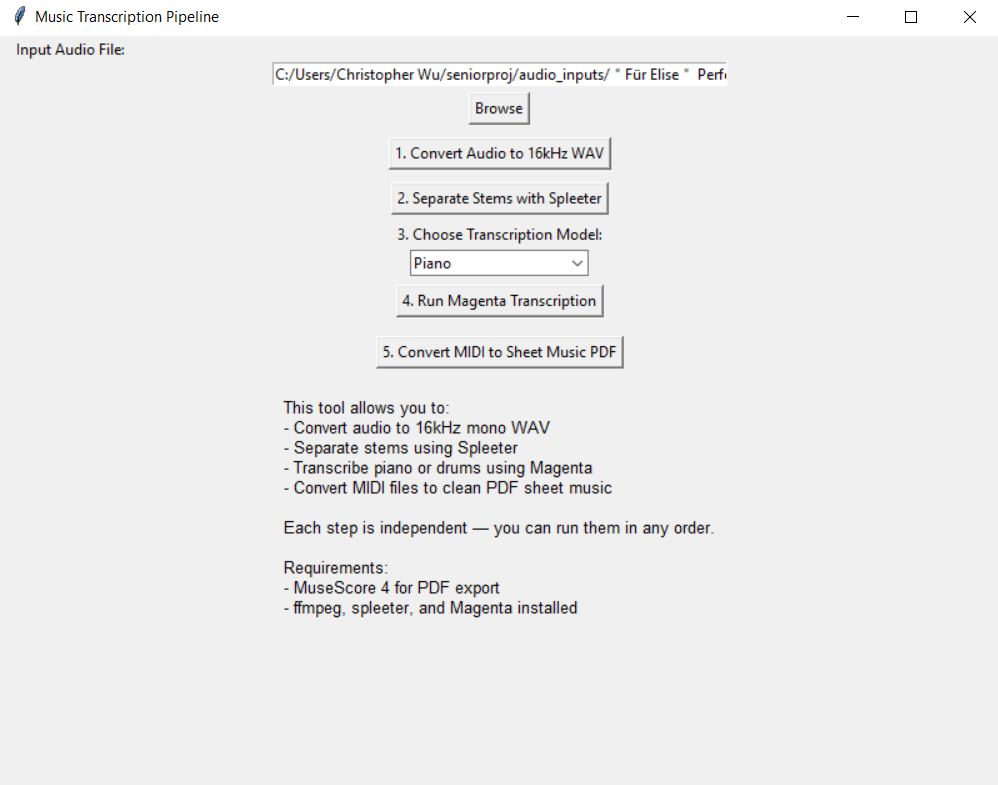 Music Transcription Pipeline
Input Audio File:
C:/Users/Christopher Wu/seniorproj/audio_inputs/ " Für Elise " Perf
Browse
1. Convert Audio to 16kHz WAV
2. Separate Stems with Spleeter
3. Choose Transcription Model:
Piano
4. Run Magenta Transcription
5. Convert MIDI to Sheet Music PDF
This tool allows you to:
- Convert audio to 16kHz mono WAV
- Separate stems using Spleeter
- Transcribe piano or drums using Magenta
- Convert MIDI files to clean PDF sheet music
Each step is independent — you can run them in any order.
Requirements:
- MuseScore 4 for PDF export
- ffmpeg, spleeter, and Magenta installed